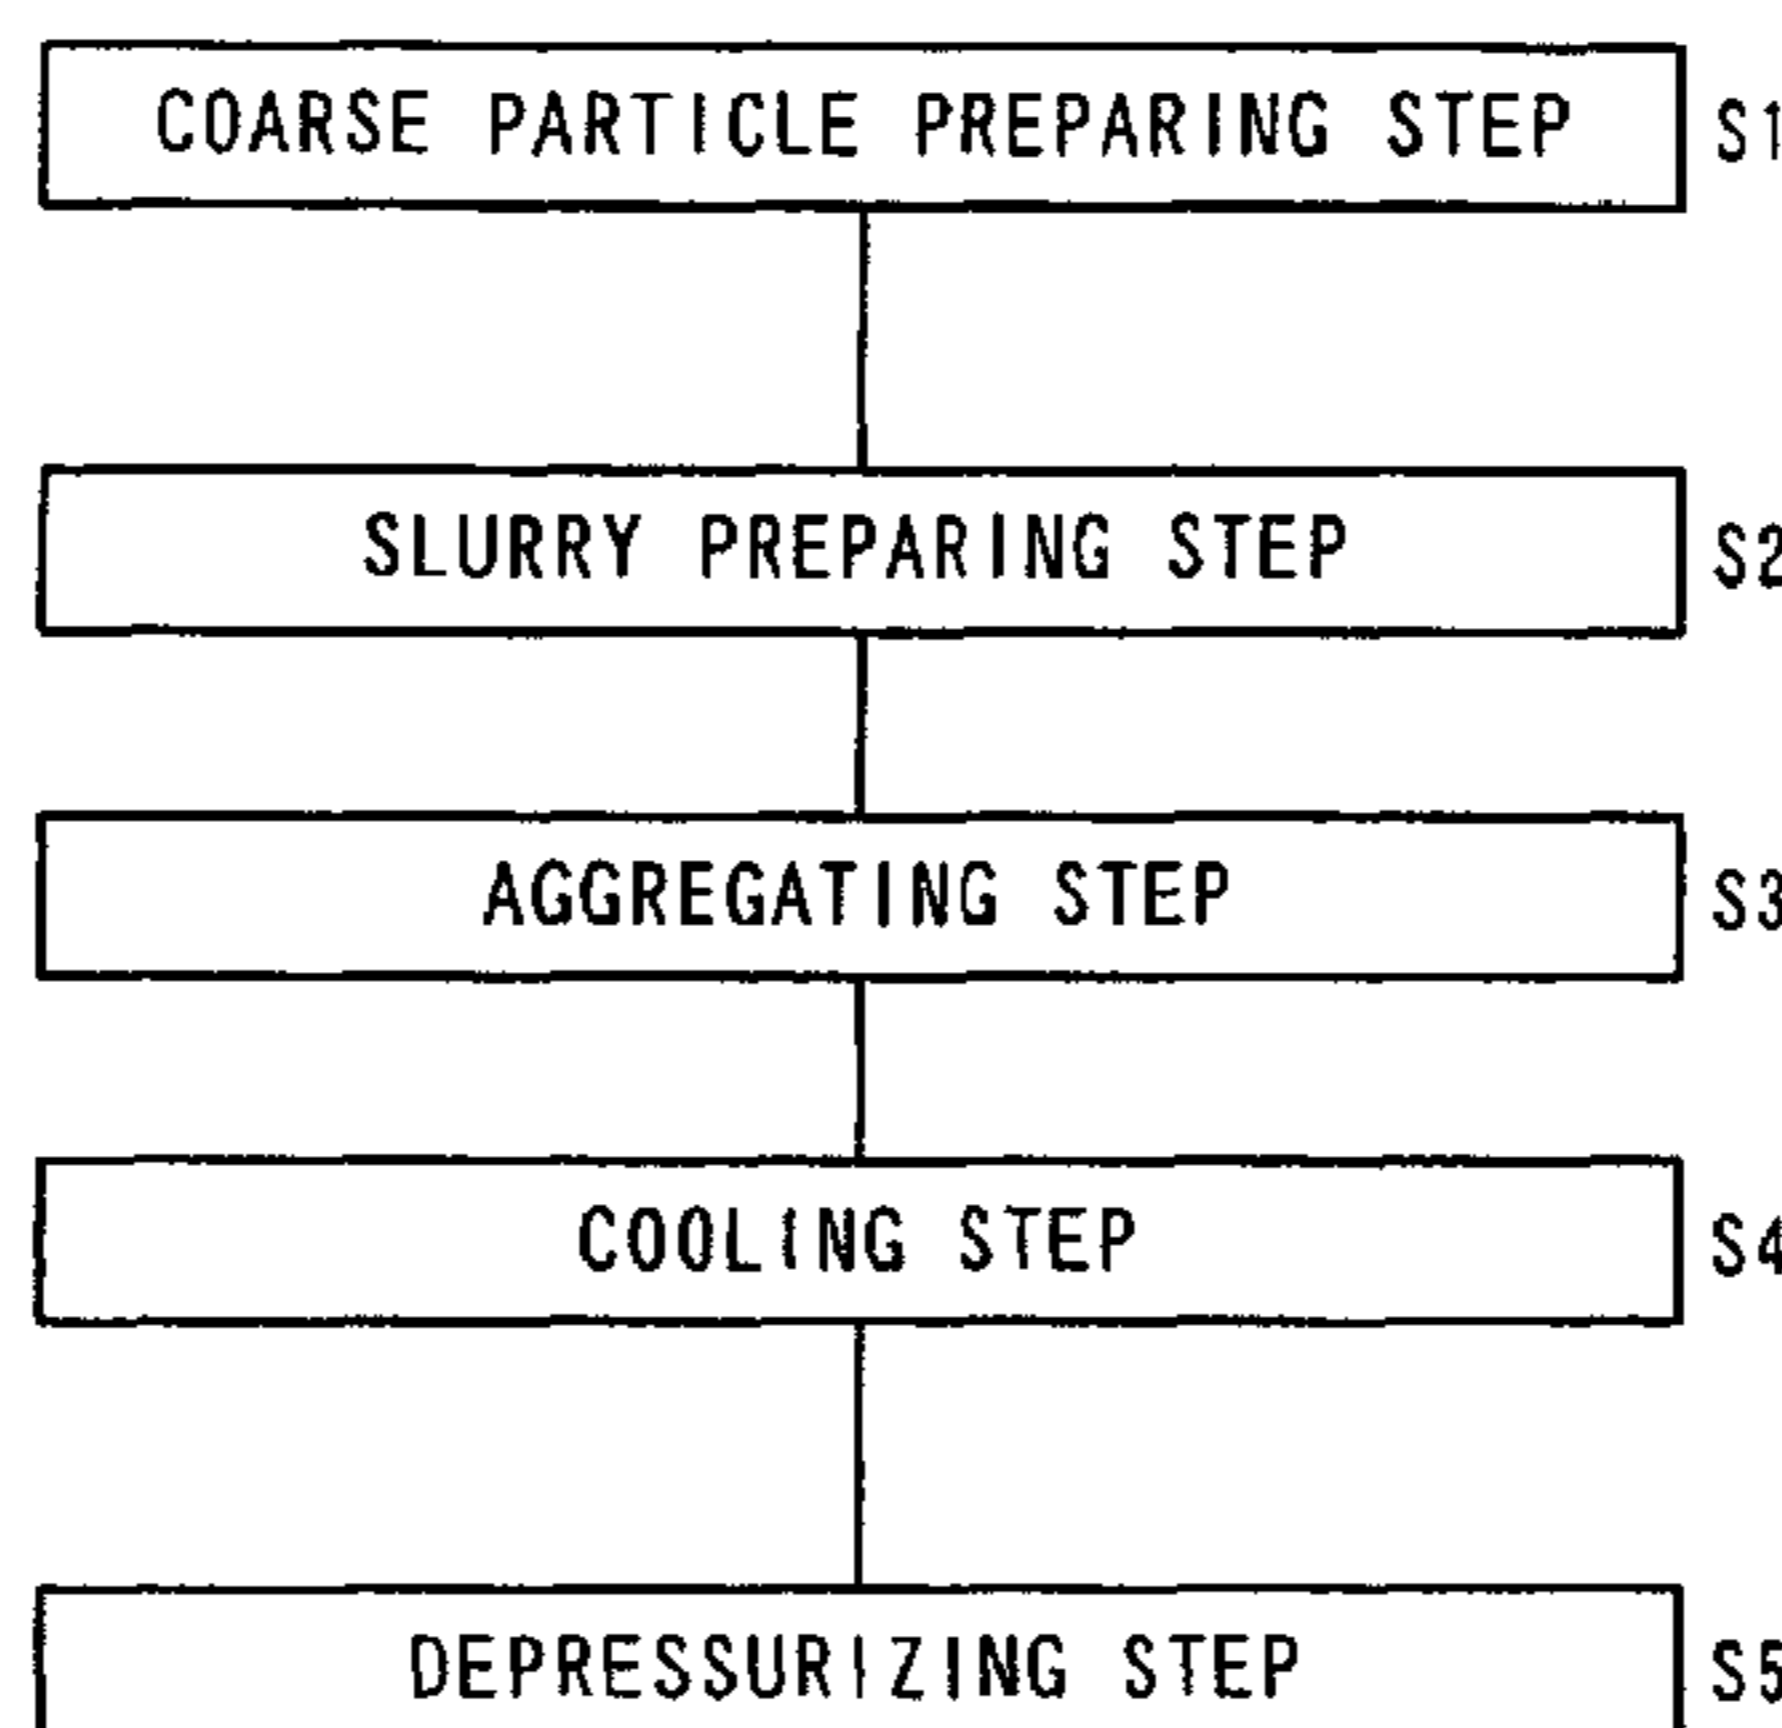 COARSE PARTICLE PREPARING STEP S1
SLURRY PREPARING STEP S2
AGGREGATING STEP S3
COOLING STEP S4
DEPRESSURIZING STEP S5